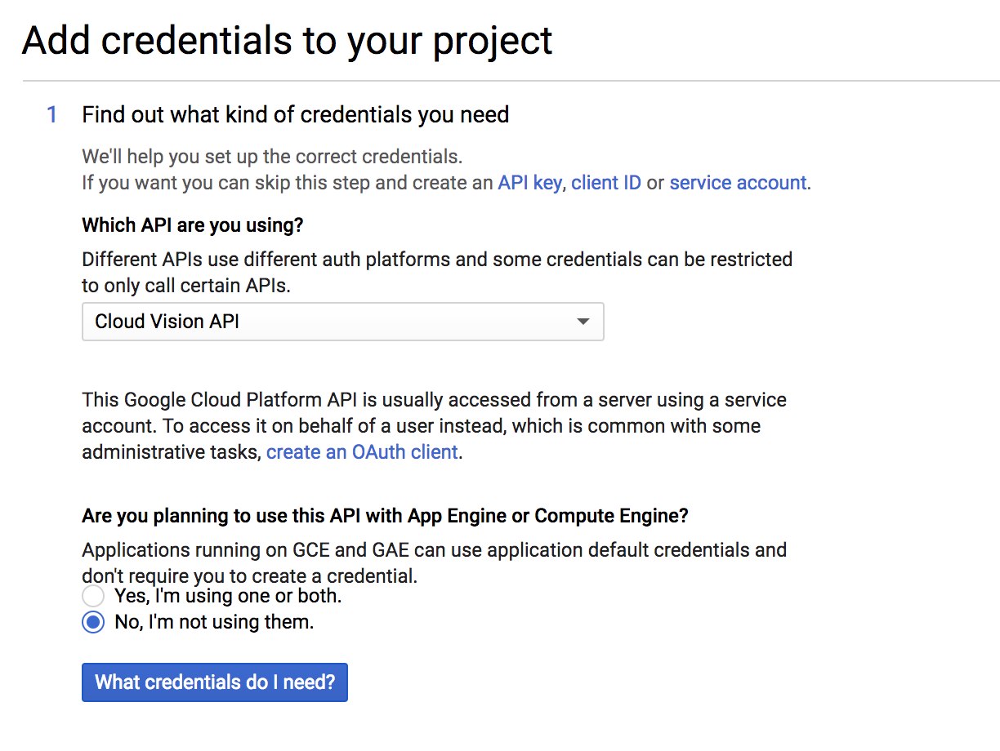 Add credentials to your project
1 Find out what kind of credentials you need
We'll help you set up the correct credentials.
If you want you can skip this step and create an API key, client ID or service account.
Which API are you using?
Different APIs use different auth platforms and some credentials can be restricted
to only call certain APIs.
Cloud Vision API
This Google Cloud Platform API is usually accessed from a server using a service
account. To access it on behalf of a user instead, which is common with some
administrative tasks, create an OAuth client.
Are you planning to use this API with App Engine or Compute Engine?
Applications running on GCE and GAE can use application default credentials and
don't require you to create a credential.
Yes, I'm using one or both.
No, I'm not using them.
What credentials do I need?